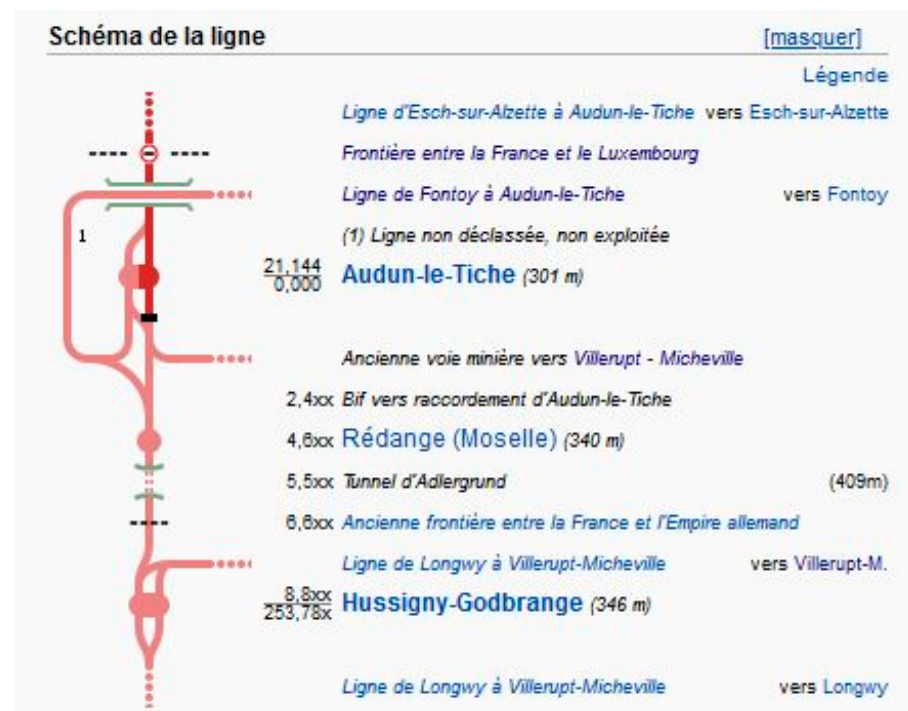 Schéma de la ligne [masquer]
Légende
Ligne d'Esch-sur-Alzette à Audun-le-Tiche vers Esch-sur-Alzette
Frontière entre la France et le Luxembourg
Ligne de Fontoy à Audun-le-Tiche vers Fontoy
1 (1) Ligne non déclassée, non exploitée
21,144
0,000 Audun-le-Tiche (301 m)
Ancienne voie minière vers Villerupt - Micheville
2,4xx Bif vers raccordement d'Audun-le-Tiche
4,6xx Rédange (Moselle) (340 m)
5,5xx Tunnel d'Adlergrund (409m)
6,6xx Ancienne frontière entre la France et l'Empire allemand
Ligne de Longwy à Villerupt-Micheville vers Villerupt-M.
8,8xx
253,78x Hussigny-Godbrange (346 m)
Ligne de Longwy à Villerupt-Micheville vers Longwy